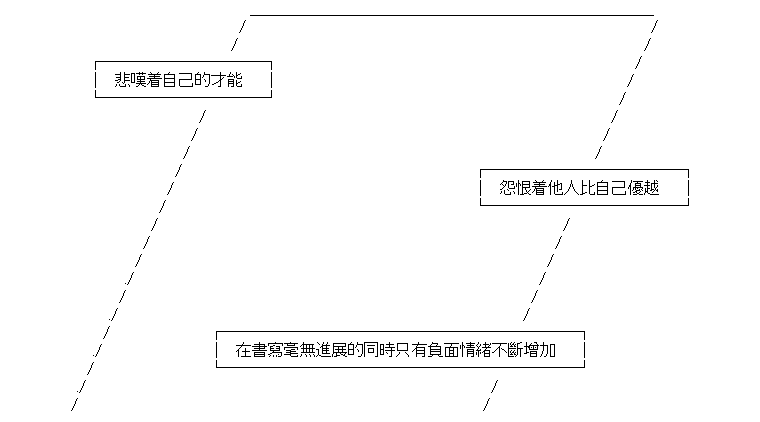 悲嘆着自己的才能
怨恨着他人比自己優越
在書寫毫無進展的同時只有負面情緒不斷增加